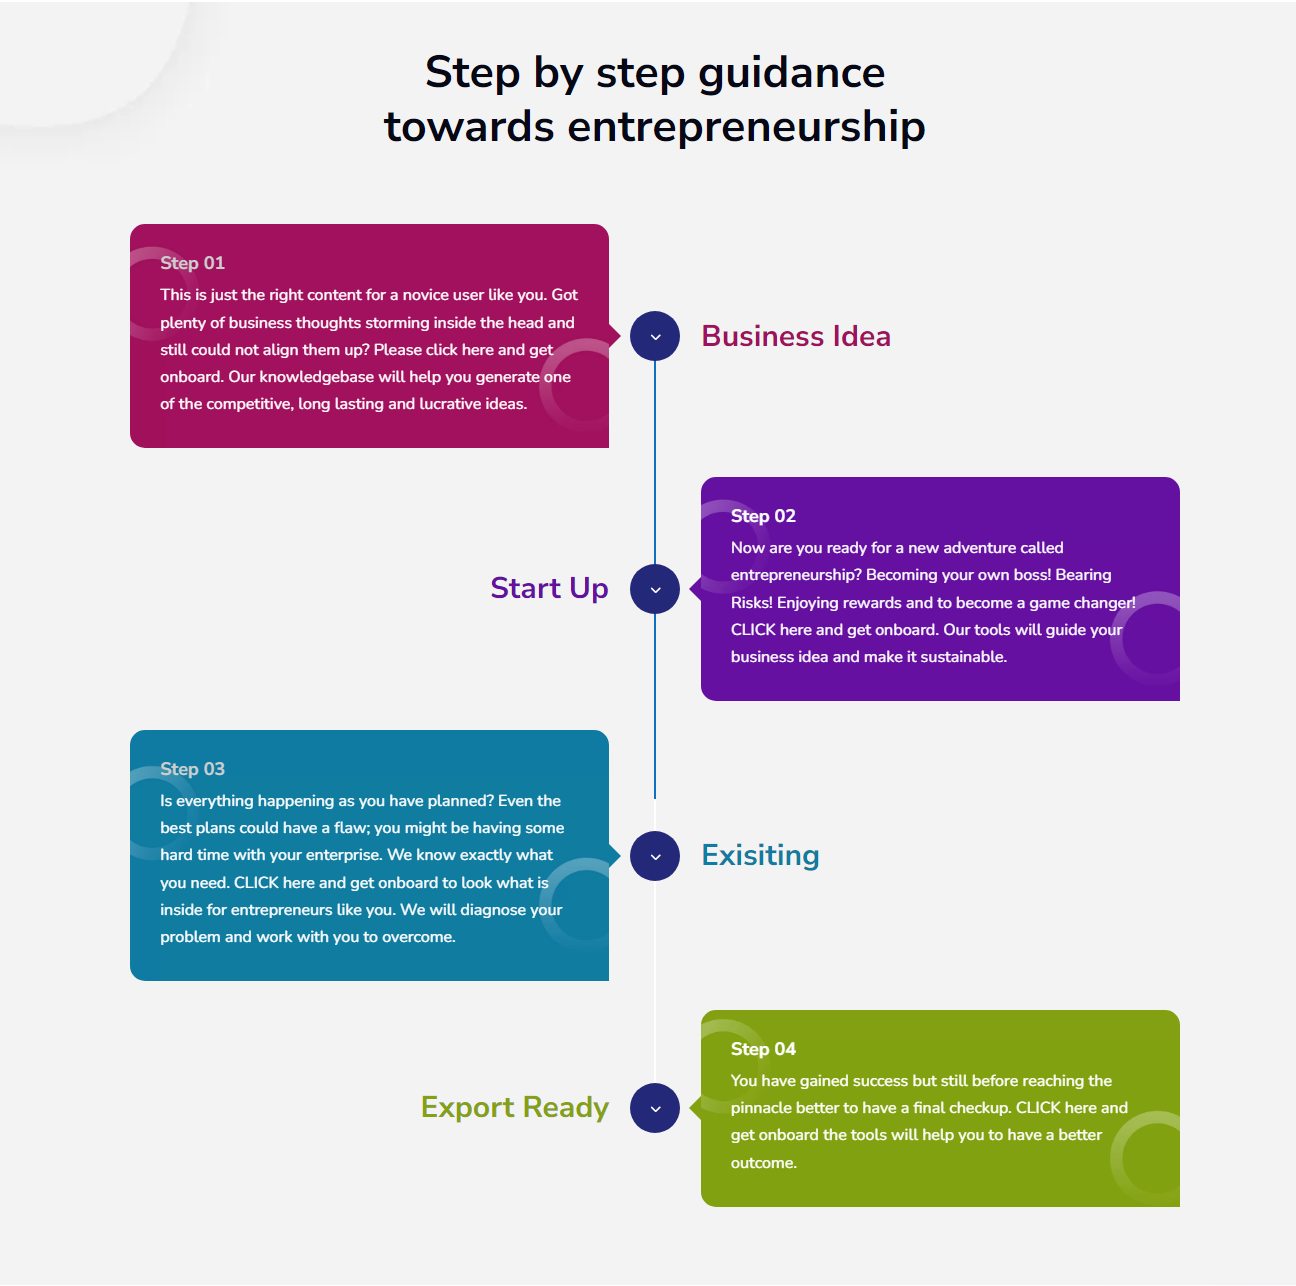 Step by step guidance
towards entrepreneurship
Step 01
This is just the right content for a novice user like you. Got
plenty of business thoughts storming inside the head and
still could not align them up? Please click here and get
onboard. Our knowledgebase will help you generate one
of the competitive, long lasting and lucrative ideas.
Business Idea
Start Up
Step 02
Now are you ready for a new adventure called
entrepreneurship? Becoming your own boss! Bearing
Risks! Enjoying rewards and to become a game changer!
CLICK here and get onboard. Our tools will guide your
business idea and make it sustainable.
Step 03
Is everything happening as you have planned? Even the
best plans could have a flaw; you might be having some
hard time with your enterprise. We know exactly what
you need. CLICK here and get onboard to look what is
inside for entrepreneurs like you. We will diagnose your
problem and work with you to overcome.
Exisiting
Export Ready
Step 04
You have gained success but still before reaching the
pinnacle better to have a final checkup. CLICK here and
get onboard the tools will help you to have a better
outcome.